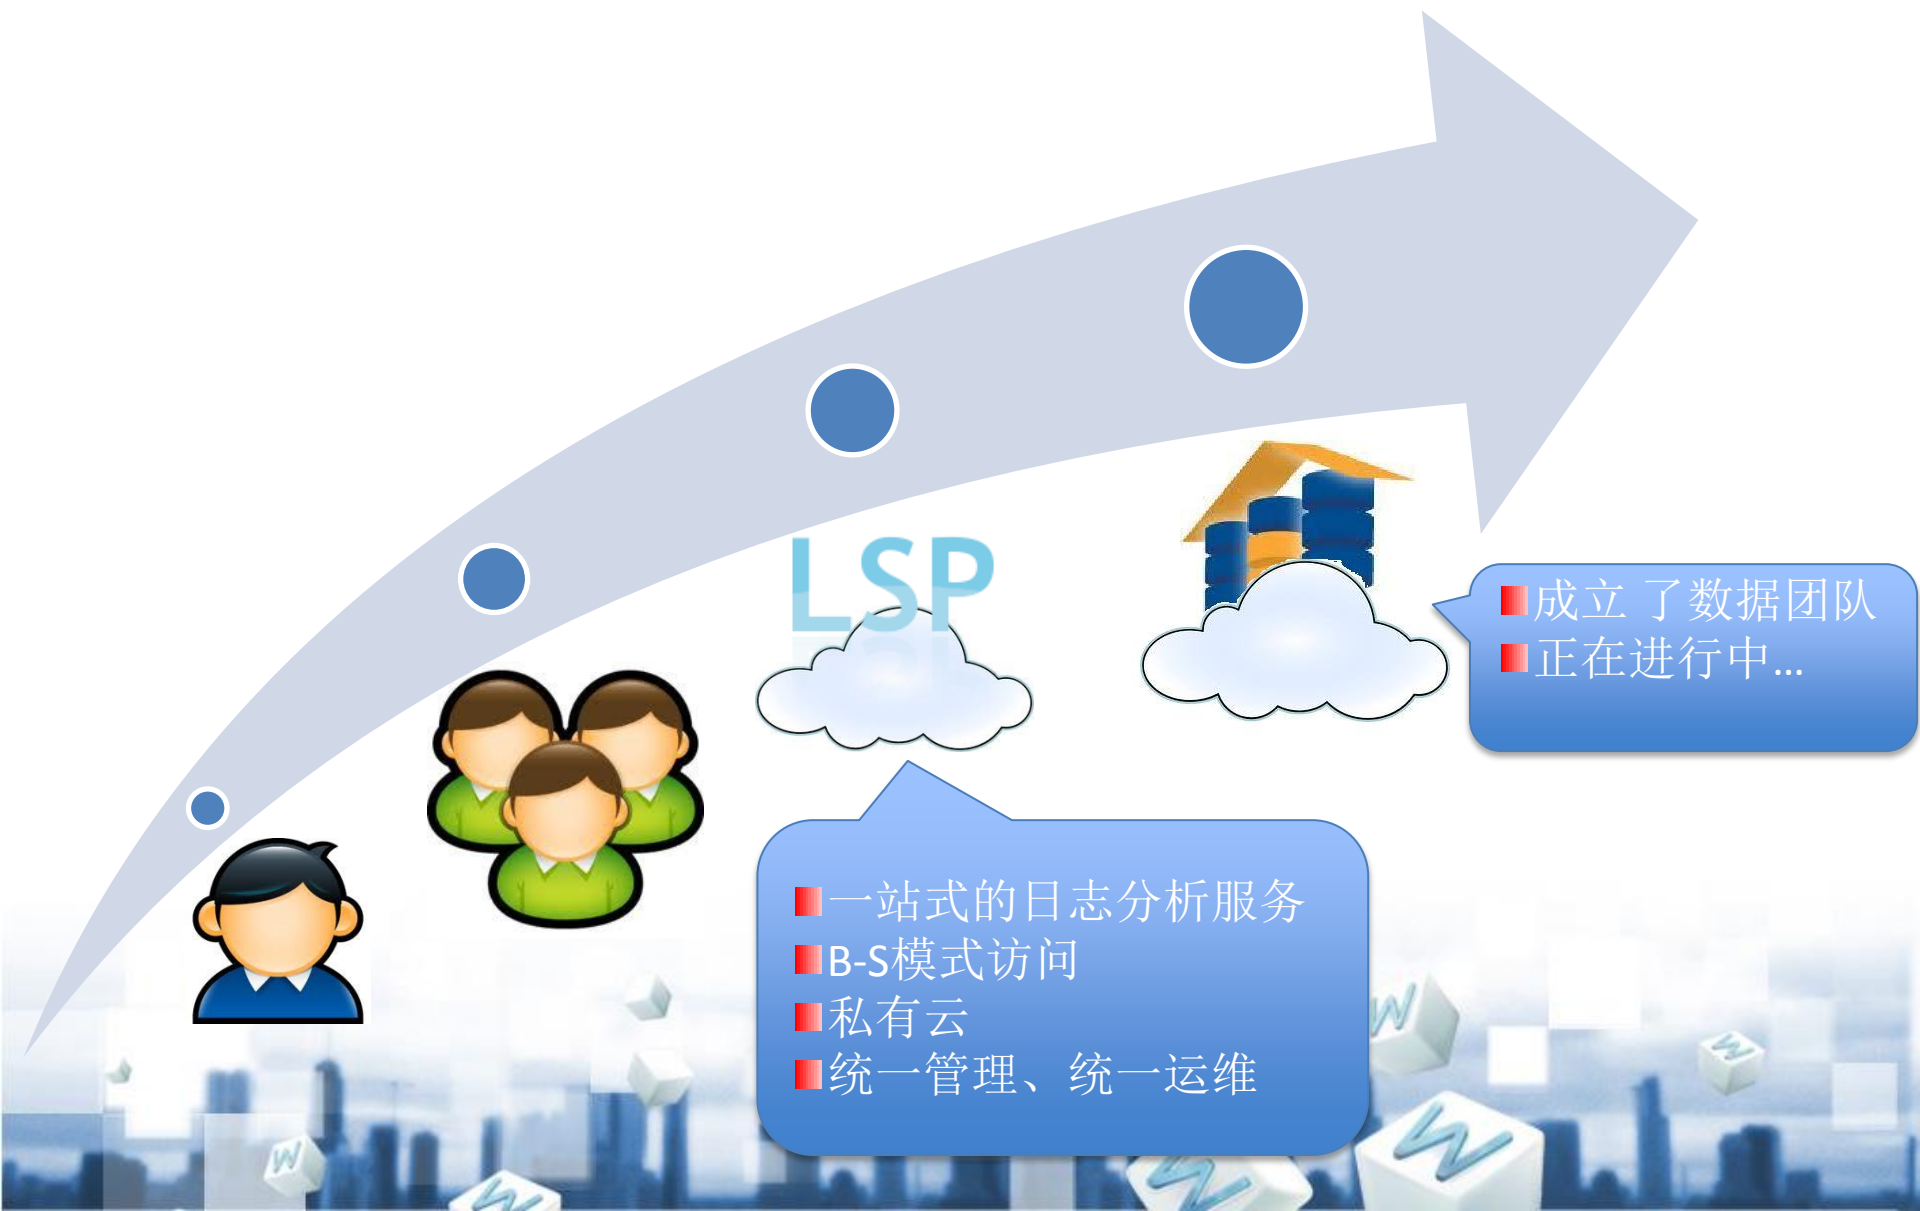 LSP
成立 了数据团队
正在进行中...
一站式的日志分析服务
B-S模式访问
私有云
统一管理、统一运维
W
W
W
W
W
W